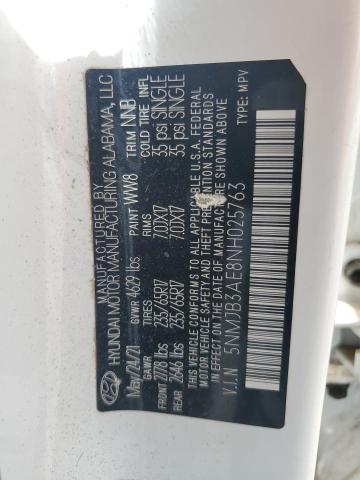 MANUFACTURED BY
HYUNDAI MOTOR MANUFACTURING ALABAMA, LLC
May/24/21 GVWR 4629 lbs PAINT WW8 TRIM NNB
GAWR RIMS COLD TIRE INFL
FRONT 2778 lbs 235/65R17 7.0JX17 35 psi SINGLE
REAR 2646 lbs 235/65R17 7.0JX17 35 psi SINGLE
THIS VEHICLE CONFORMS TO ALL APPLICABLE U.S.A. FEDERAL
MOTOR VEHICLE SAFETY, BUMPER, AND THEFT PREVENTION STANDARDS
IN EFFECT ON THE DATE OF MANUFACTURE SHOWN ABOVE.
V.I.N 5NMJB3AE8NH025763 TYPE: MPV